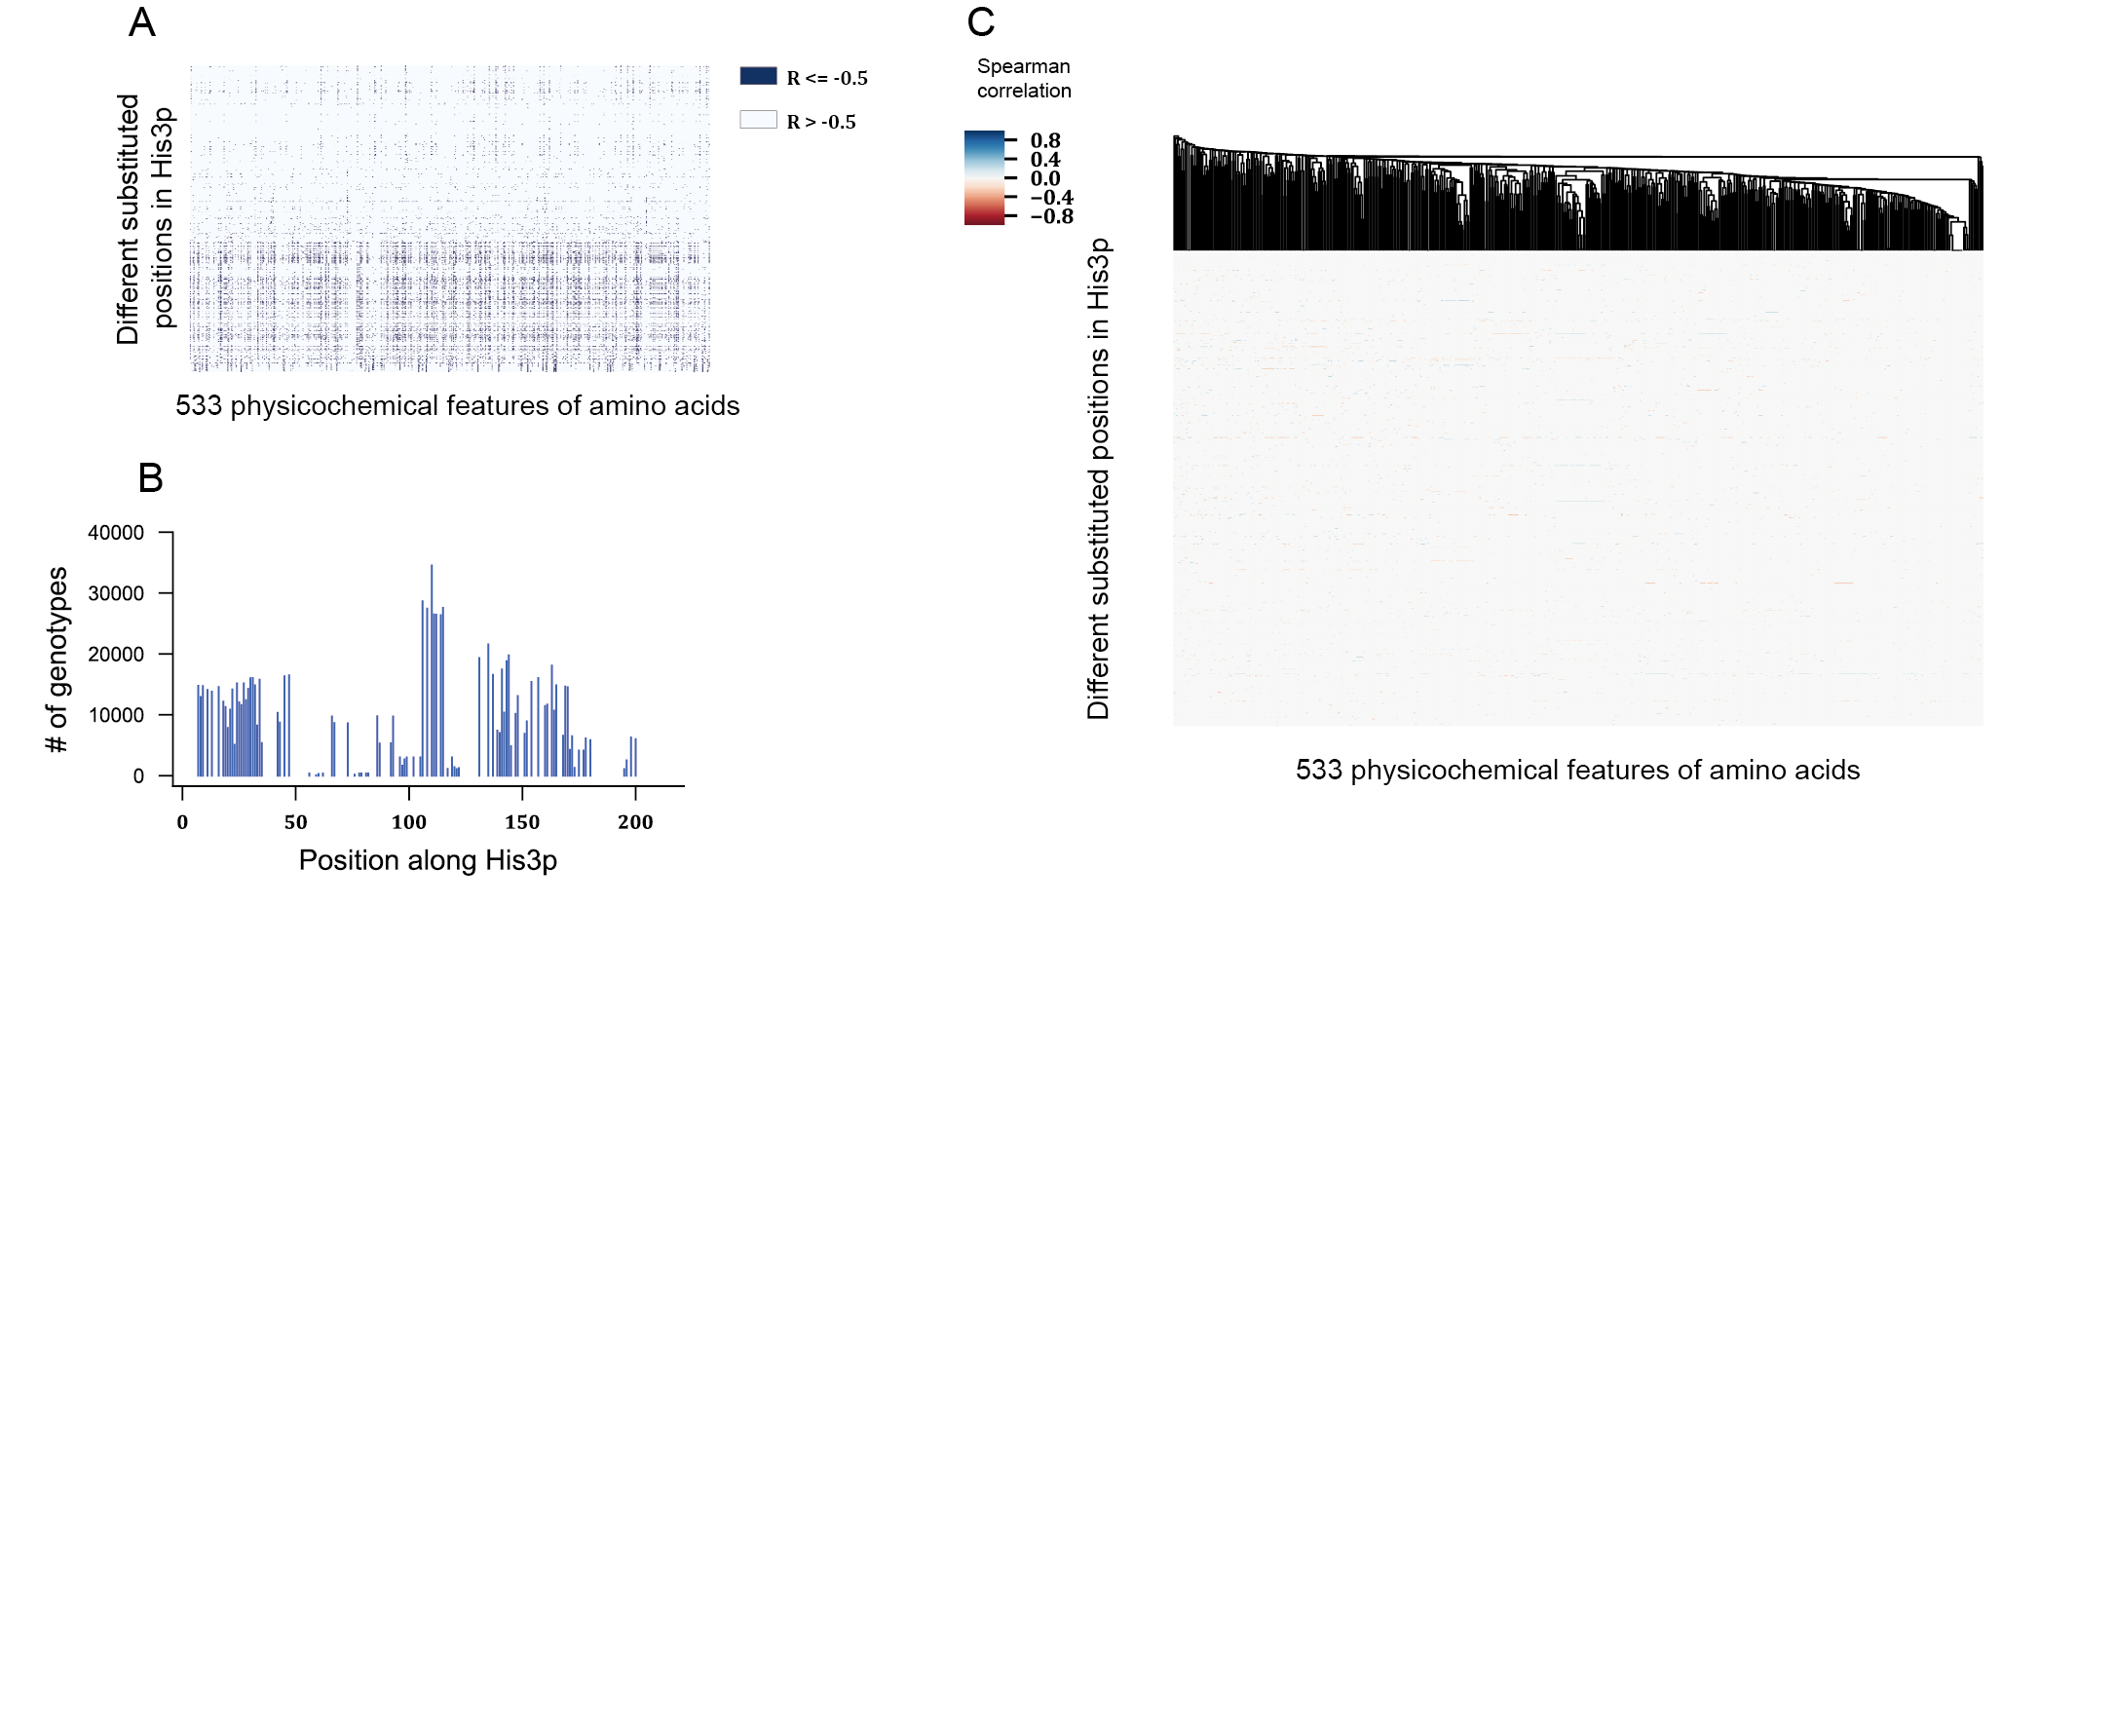 A
Different substituted
positions in His3p
R <= -0.5
R > -0.5
533 physicochemical features of amino acids
B
# of genotypes
40000
30000
20000
10000
0
0 50 100 150 200
Position along His3p
C
Spearman
correlation
0.8
0.4
0.0
−0.4
−0.8
Different substituted positions in His3p
533 physicochemical features of amino acids